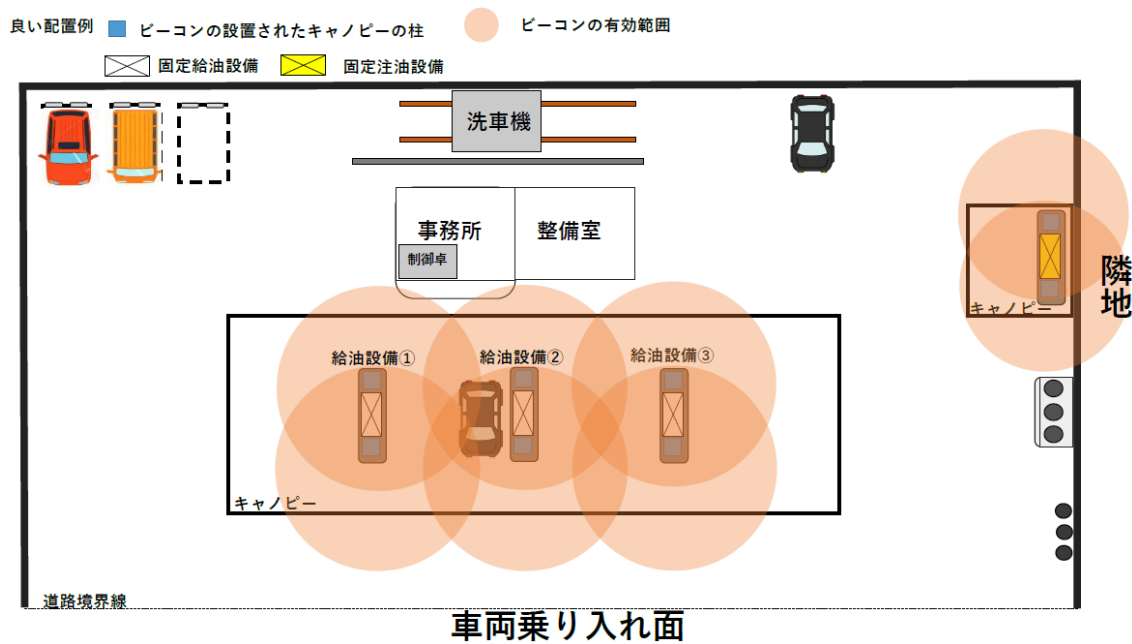 良い配置例
ビーコンの設置されたキャノピーの柱
ビーコンの有効範囲
固定給油設備
固定注油設備
洗車機
事務所
整備室
制御卓
隣地
キャノピー
給油設備①
給油設備②
給油設備③
キャノピー
道路境界線
車両乗り入れ面